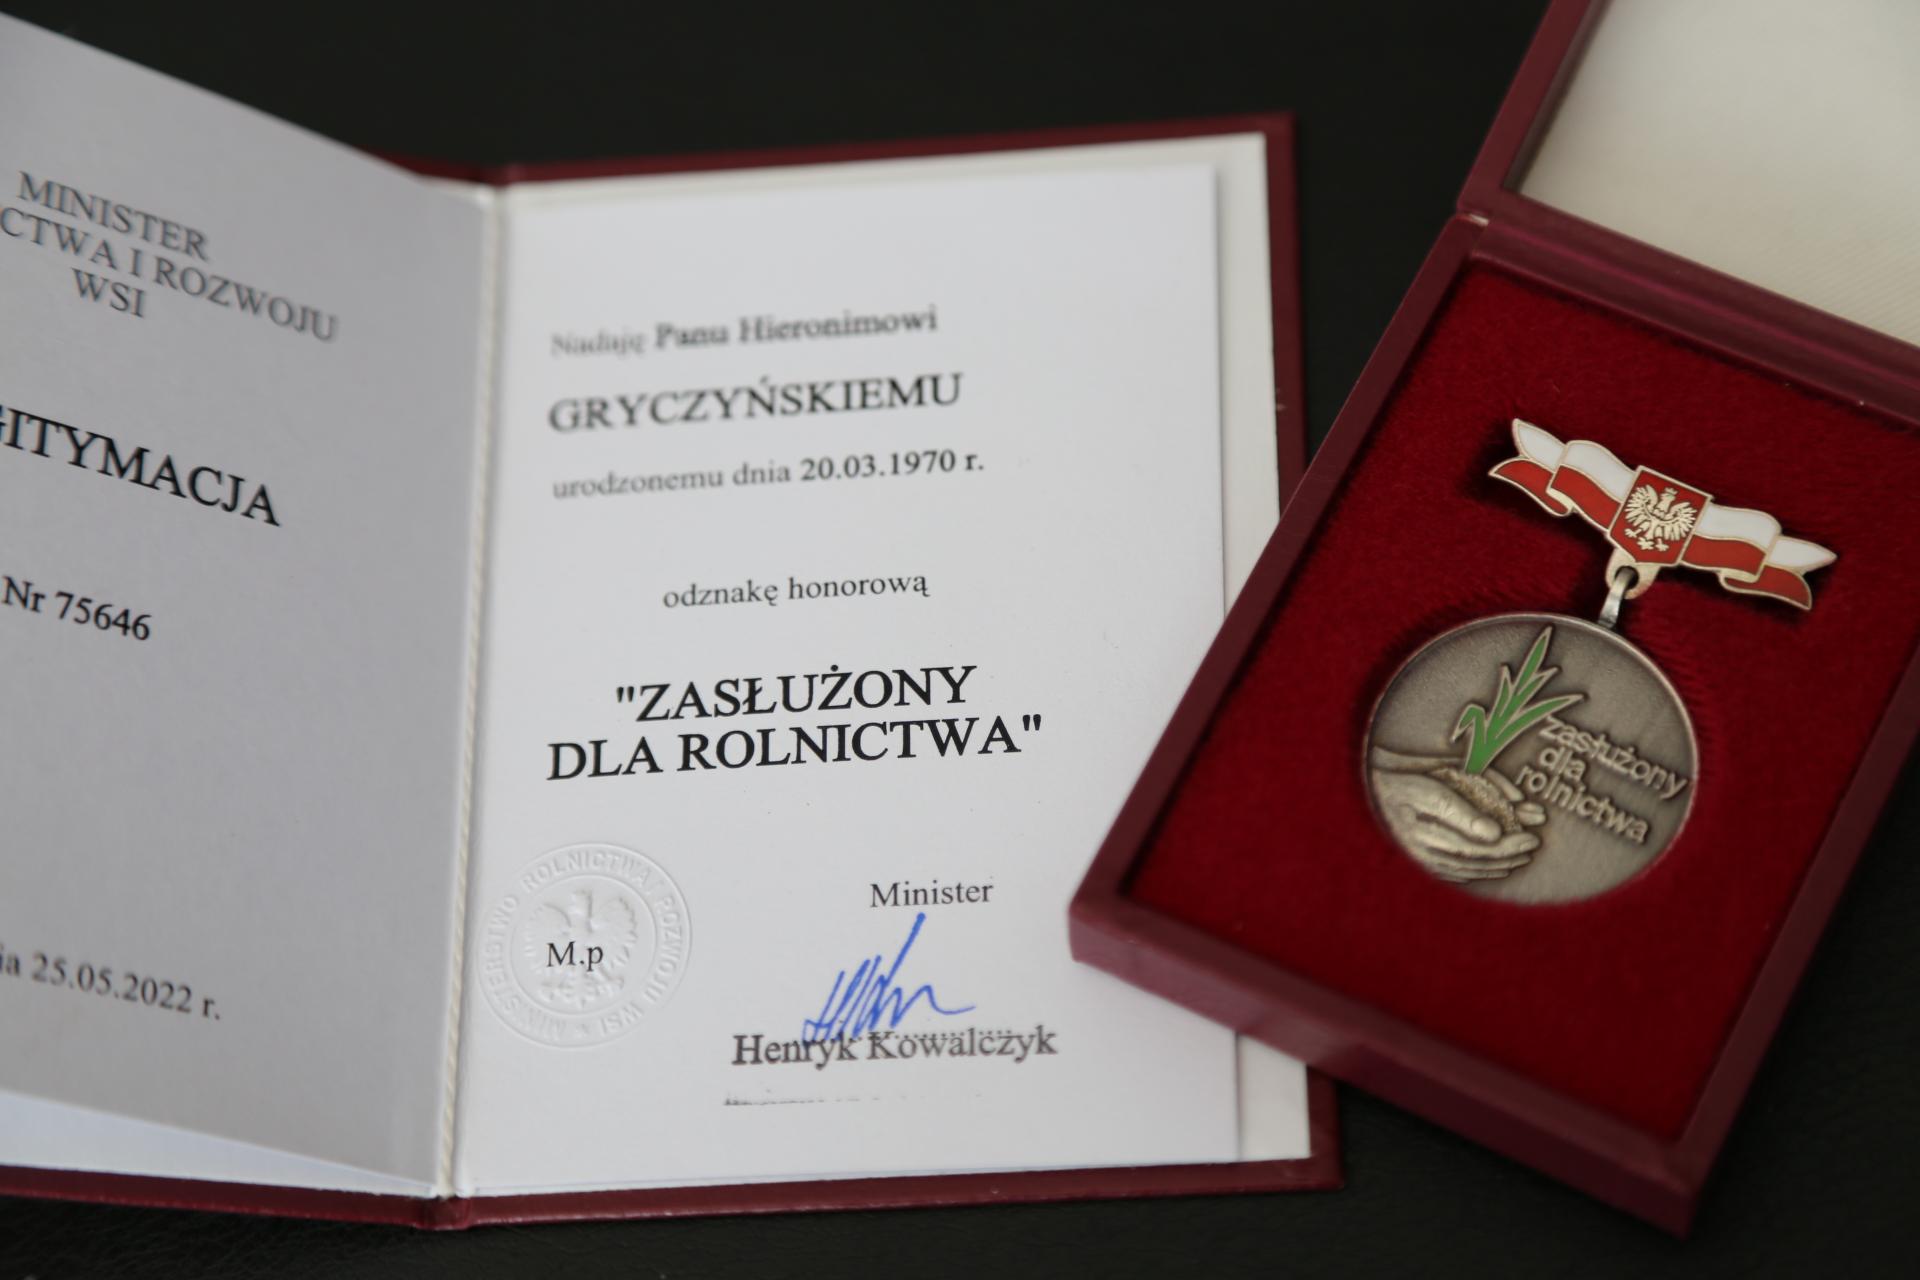 MINISTER
CTWA I ROZWOJU
WSI
GITYMACJA
Nr 75646
ia 25.05.2022 r.
Nadaję Panu Hieronimowi
GRYCZYŃSKIEMU
urodzonemu dnia 20.03.1970 r.
odznakę honorową
"ZASŁUŻONY
DLA ROLNICTWA"
MINISTERSTWO ROLNICTWA I ROZWOJU WSI
M.p
Minister
Henryk Kowalczyk
zasłużony
dla
rolnictwa